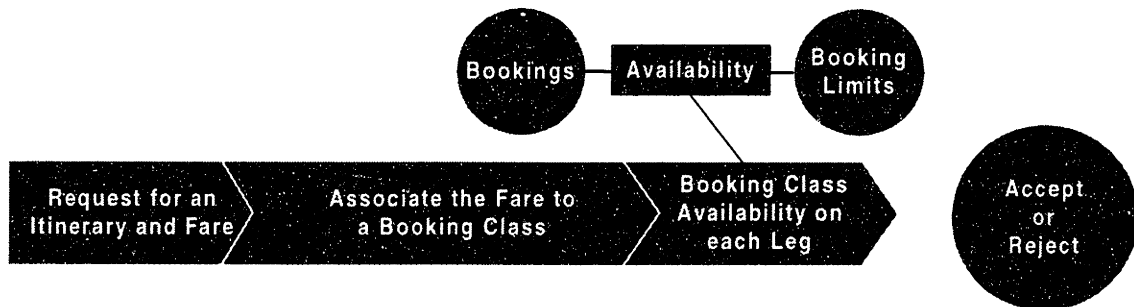 Bookings
Availability
Booking
Limits
Request for an
Itinerary and Fare
Associate the Fare to
a Booking Class
Booking Class
Availability on
each Leg
Accept
or
Reject